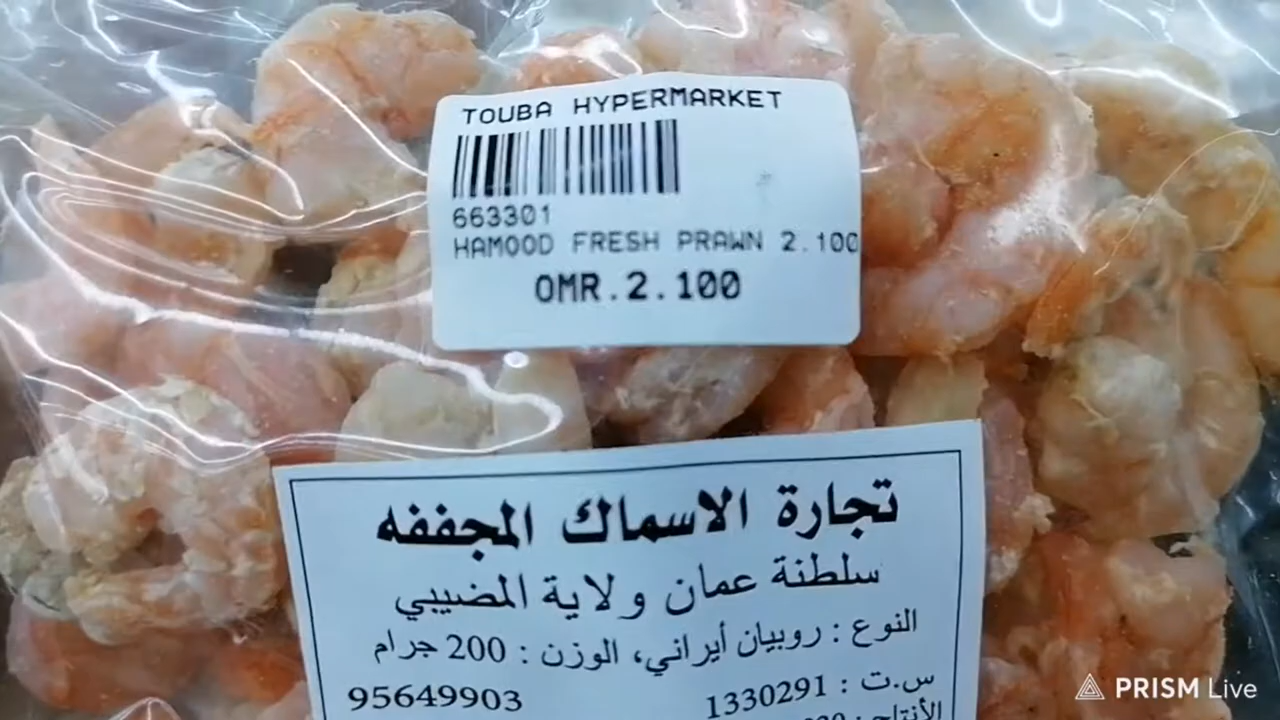 TOUBA HYPERMARKET
663301
HAMOOD FRESH PRAWN 2.100
OMR.2.100
تجارة الاسماك المجففه
سلطنة عمان ولاية المضيبي
النوع : روبيان أيراني، الوزن : 200 جرام
س.ت : 1330291 95649903
الأنتاج :
PRISM Live